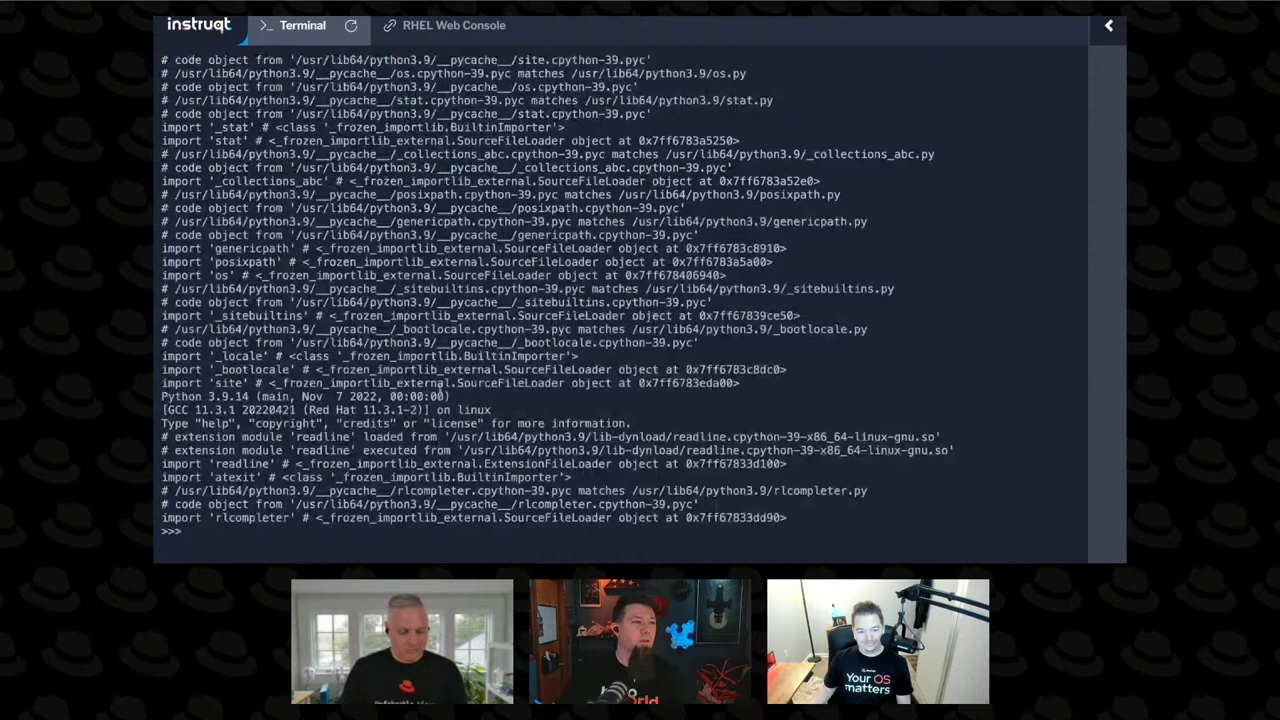 instruqt
>_ Terminal
RHEL Web Console
# code object from '/usr/lib64/python3.9/__pycache__/site.cpython-39.pyc'
# /usr/lib64/python3.9/__pycache__/os.cpython-39.pyc matches /usr/lib64/python3.9/os.py
# code object from '/usr/lib64/python3.9/__pycache__/os.cpython-39.pyc'
# /usr/lib64/python3.9/__pycache__/stat.cpython-39.pyc matches /usr/lib64/python3.9/stat.py
# code object from '/usr/lib64/python3.9/__pycache__/stat.cpython-39.pyc'
import '_stat' # <class '_frozen_importlib.BuiltinImporter'>
import 'stat' # <_frozen_importlib_external.SourceFileLoader object at 0x7ff6783a5250>
# /usr/lib64/python3.9/__pycache__/_collections_abc.cpython-39.pyc matches /usr/lib64/python3.9/_collections_abc.py
# code object from '/usr/lib64/python3.9/__pycache__/_collections_abc.cpython-39.pyc'
import '_collections_abc' # <_frozen_importlib_external.SourceFileLoader object at 0x7ff6783a52e0>
# /usr/lib64/python3.9/__pycache__/posixpath.cpython-39.pyc matches /usr/lib64/python3.9/posixpath.py
# code object from '/usr/lib64/python3.9/__pycache__/posixpath.cpython-39.pyc'
# /usr/lib64/python3.9/__pycache__/genericpath.cpython-39.pyc matches /usr/lib64/python3.9/genericpath.py
# code object from '/usr/lib64/python3.9/__pycache__/genericpath.cpython-39.pyc'
import 'genericpath' # <_frozen_importlib_external.SourceFileLoader object at 0x7ff6783c8910>
import 'posixpath' # <_frozen_importlib_external.SourceFileLoader object at 0x7ff6783a5a00>
import 'os' # <_frozen_importlib_external.SourceFileLoader object at 0x7ff678406940>
# /usr/lib64/python3.9/__pycache__/_sitebuiltins.cpython-39.pyc matches /usr/lib64/python3.9/_sitebuiltins.py
# code object from '/usr/lib64/python3.9/__pycache__/_sitebuiltins.cpython-39.pyc'
import '_sitebuiltins' # <_frozen_importlib_external.SourceFileLoader object at 0x7ff67839ce50>
# /usr/lib64/python3.9/__pycache__/_bootlocale.cpython-39.pyc matches /usr/lib64/python3.9/_bootlocale.py
# code object from '/usr/lib64/python3.9/__pycache__/_bootlocale.cpython-39.pyc'
import '_locale' # <class '_frozen_importlib.BuiltinImporter'>
import '_bootlocale' # <_frozen_importlib_external.SourceFileLoader object at 0x7ff6783c8dc0>
import 'site' # <_frozen_importlib_external.SourceFileLoader object at 0x7ff6783eda00>
Python 3.9.14 (main, Nov  7 2022, 00:00:00)
[GCC 11.3.1 20220421 (Red Hat 11.3.1-2)] on linux
Type "help", "copyright", "credits" or "license" for more information.
# extension module 'readline' loaded from '/usr/lib64/python3.9/lib-dynload/readline.cpython-39-x86_64-linux-gnu.so'
# extension module 'readline' executed from '/usr/lib64/python3.9/lib-dynload/readline.cpython-39-x86_64-linux-gnu.so'
import 'readline' # <_frozen_importlib_external.ExtensionFileLoader object at 0x7ff67833d100>
import 'atexit' # <class '_frozen_importlib.BuiltinImporter'>
# /usr/lib64/python3.9/__pycache__/rlcompleter.cpython-39.pyc matches /usr/lib64/python3.9/rlcompleter.py
# code object from '/usr/lib64/python3.9/__pycache__/rlcompleter.cpython-39.pyc'
import 'rlcompleter' # <_frozen_importlib_external.SourceFileLoader object at 0x7ff67833dd90>
>>>
Your OS
matters